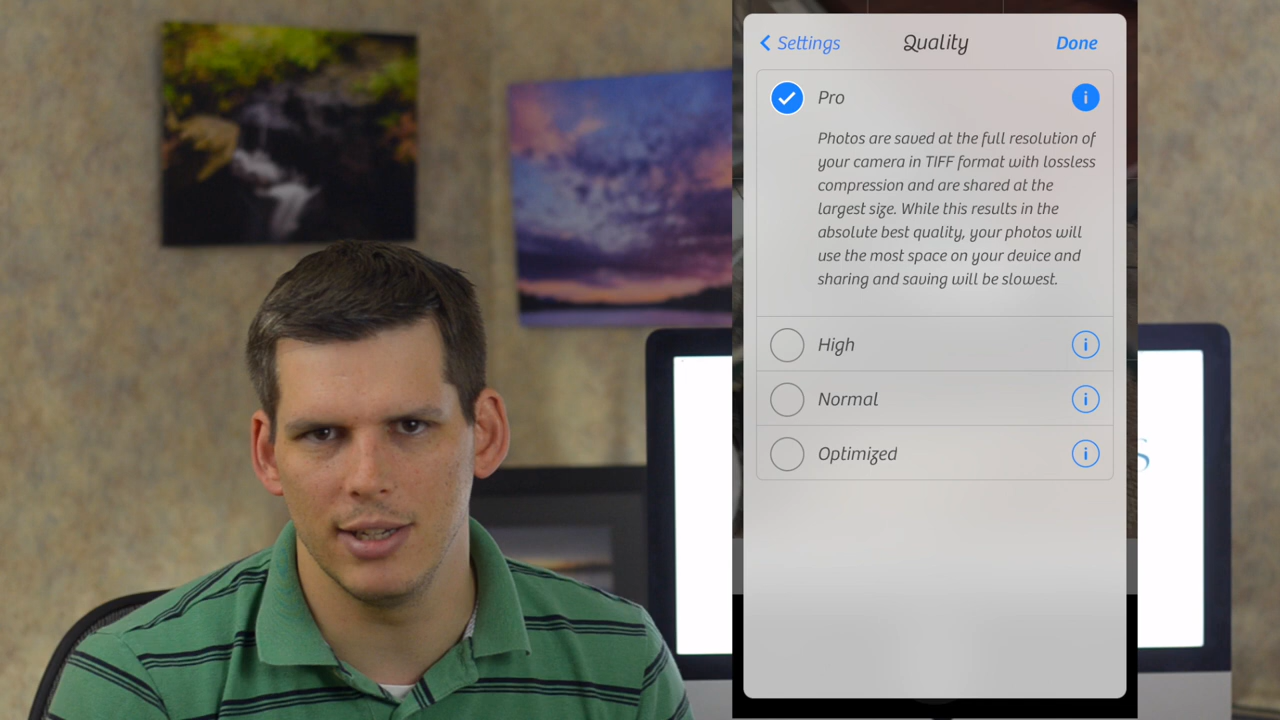 Settings
Quality
Done
Pro
Photos are saved at the full resolution of
your camera in TIFF format with lossless
compression and are shared at the
largest size. While this results in the
absolute best quality, your photos will
use the most space on your device and
sharing and saving will be slowest.
High
Normal
Optimized